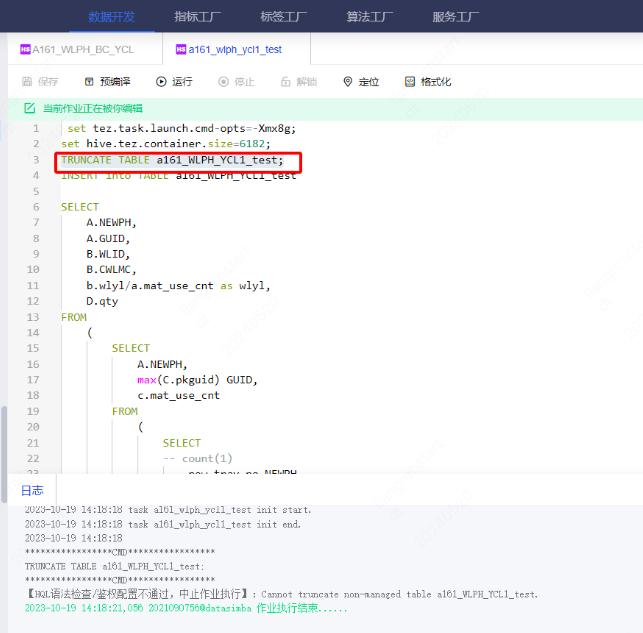 数据开发 指标工厂 标签工厂 算法工厂 服务工厂
HS A161_WLPH_BC_YCL HS a161_wlph_ycl1_test
保存 预编译 运行 停止 解锁 定位 格式化
当前作业正在被你编辑
1 set tez.task.launch.cmd-opts=-Xmx8g;
2 set hive.tez.container.size=6182;
3 TRUNCATE TABLE a161_WLPH_YCL1_test;
4 INSERT into TABLE a161_WLPH_YCL1_test
5
6 SELECT
7 A.NEWPH,
8 A.GUID,
9 B.WLID,
10 B.CWLMC,
11 b.wlyl/a.mat_use_cnt as wlyl,
12 D.qty
13 FROM
14 (
15 SELECT
16 A.NEWPH,
17 max(C.pkguid) GUID,
18 c.mat_use_cnt
19 FROM
20 (
21 SELECT
22 -- count(1)
23 new_tray_no NEWPH
日志
2023-10-19 14:18:18 task a161_wlph_ycl1_test init start.
2023-10-19 14:18:18 task a161_wlph_ycl1_test init end.
2023-10-19 14:18:18
*****************CMD*****************
TRUNCATE TABLE a161_WLPH_YCL1_test;
*****************CMD*****************
【HQL语法检查/鉴权配置不通过，中止作业执行】: Cannot truncate non-managed table a161_WLPH_YCL1_test.
2023-10-19 14:18:21,056 2021090756@datasimba 作业执行结束......